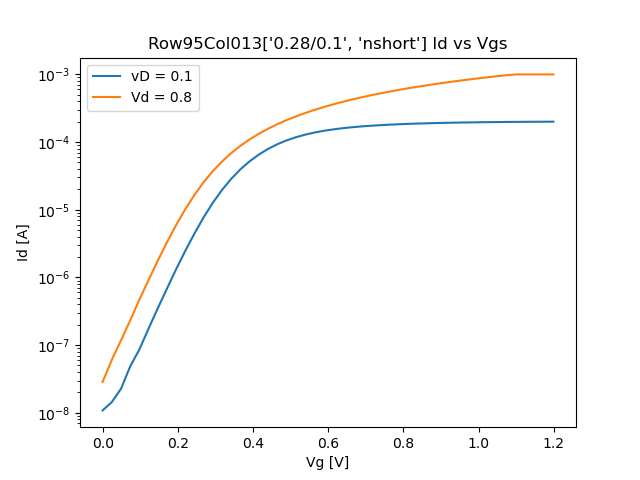 Row95Col013['0.28/0.1', 'nshort'] Id vs Vgs
vD = 0.1
Vd = 0.8
Id [A]
10⁻³
10⁻⁴
10⁻⁵
10⁻⁶
10⁻⁷
10⁻⁸
0.0 0.2 0.4 0.6 0.8 1.0 1.2
Vg [V]